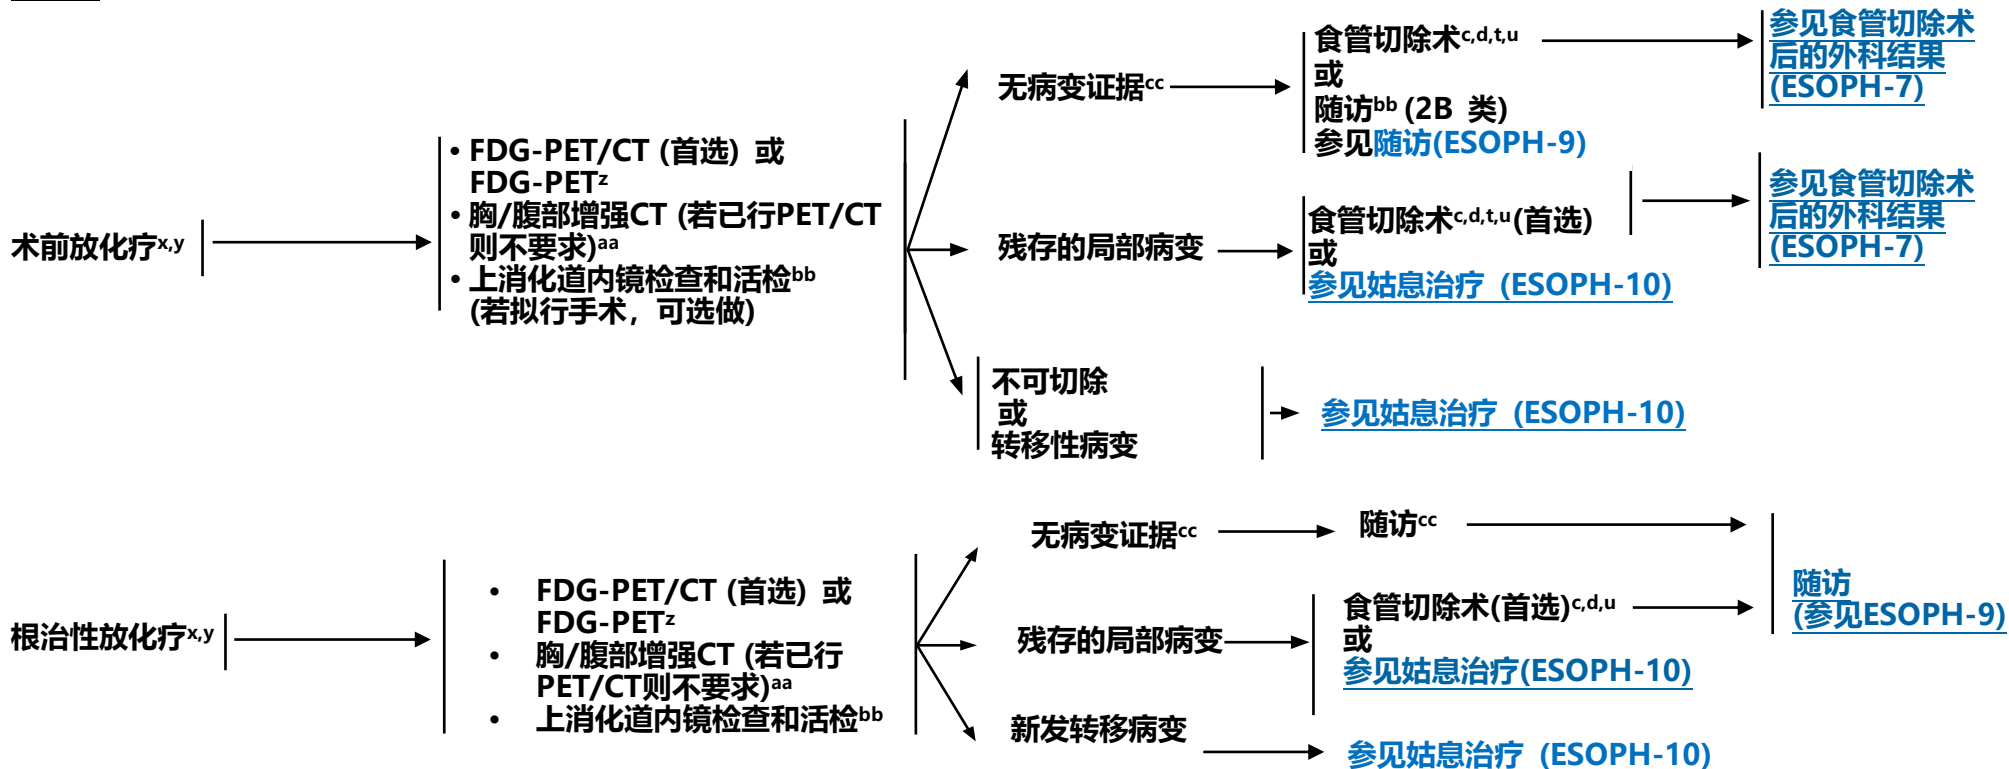 术前放化疗x,y
• FDG-PET/CT (首选) 或
FDG-PETz
• 胸/腹部增强CT (若已行PET/CT
则不要求)aa
• 上消化道内镜检查和活检bb
(若拟行手术，可选做)
无病变证据cc
食管切除术c,d,t,u
或
随访bb (2B 类)
参见随访(ESOPH-9)
参见食管切除术
后的外科结果
(ESOPH-7)
残存的局部病变
食管切除术c,d,t,u(首选)
或
参见姑息治疗 (ESOPH-10)
参见食管切除术
后的外科结果
(ESOPH-7)
不可切除
或
转移性病变
参见姑息治疗 (ESOPH-10)
根治性放化疗x,y
• FDG-PET/CT (首选) 或
FDG-PETz
• 胸/腹部增强CT (若已行
PET/CT则不要求)aa
• 上消化道内镜检查和活检bb
无病变证据cc
随访cc
残存的局部病变
食管切除术(首选)c,d,u
或
参见姑息治疗(ESOPH-10)
随访
(参见ESOPH-9)
新发转移病变
参见姑息治疗 (ESOPH-10)